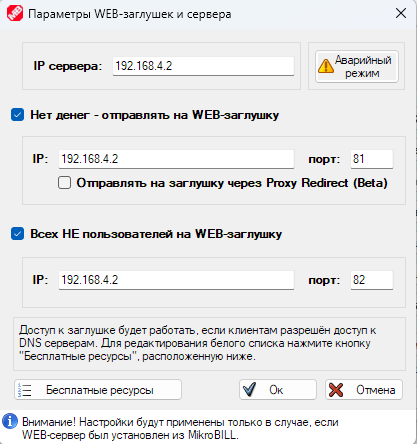 Параметры WEB-заглушек и сервера
IP сервера: 192.168.4.2
Аварийный
режим
Нет денег - отправлять на WEB-заглушку
IP: 192.168.4.2 порт: 81
Отправлять на заглушку через Proxy Redirect (Beta)
Всех НЕ пользователей на WEB-заглушку
IP: 192.168.4.2 порт: 82
Доступ к заглушке будет работать, если клиентам разрешён доступ к
DNS серверам. Для редактирования белого списка нажмите кнопку
"Бесплатные ресурсы", расположенную ниже.
Бесплатные ресурсы
Ок
Отмена
Внимание! Настройки будут применены только в случае, если
WEB-сервер был установлен из MikroBILL.